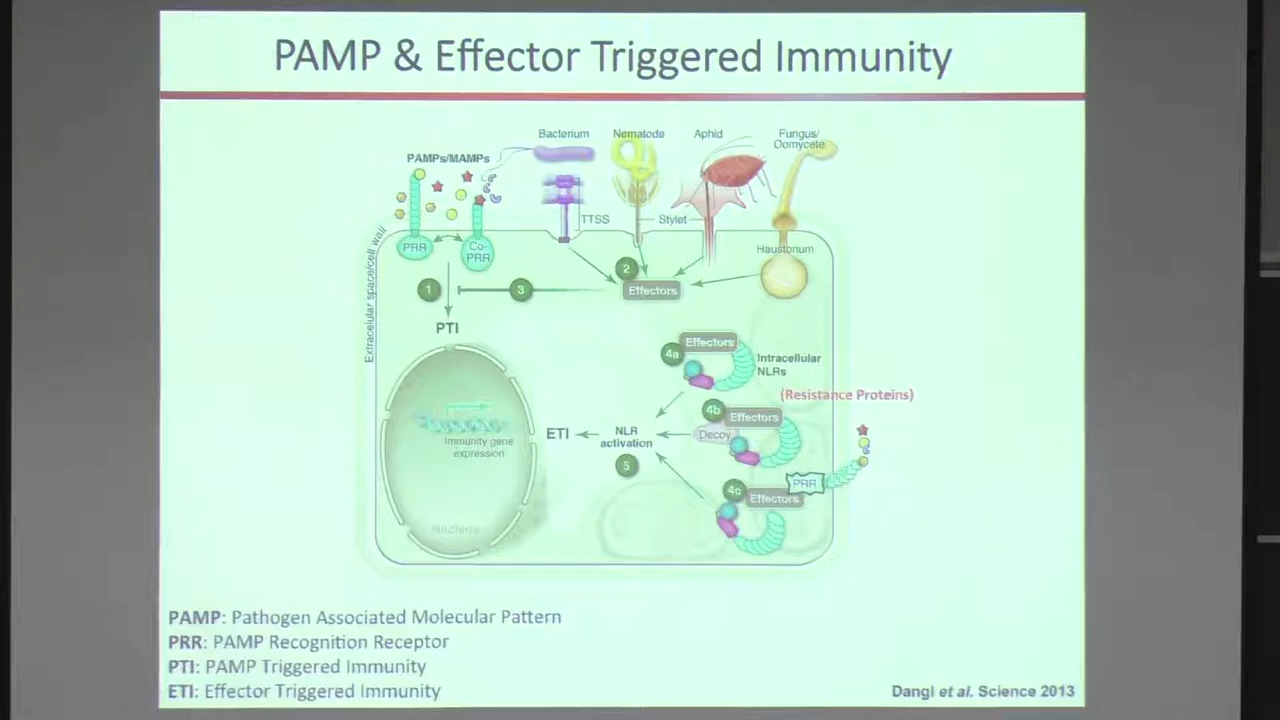 PAMP & Effector Triggered Immunity
Bacterium
Nematode
Aphid
Fungus/
Oomycete
PAMPs/MAMPs
TTSS
Stylet
Extracellular space/cell wall
PRR
Co-
PRR
Haustorium
1
3
2
Effectors
PTI
4a
Effectors
Intracellular
NLRs
(Resistance Proteins)
4b
Effectors
Decoy
ETI
NLR
activation
5
Immunity gene
expression
PRR
4c
Effectors
Nucleus
PAMP: Pathogen Associated Molecular Pattern
PRR: PAMP Recognition Receptor
PTI: PAMP Triggered Immunity
ETI: Effector Triggered Immunity
Dangl et al. Science 2013